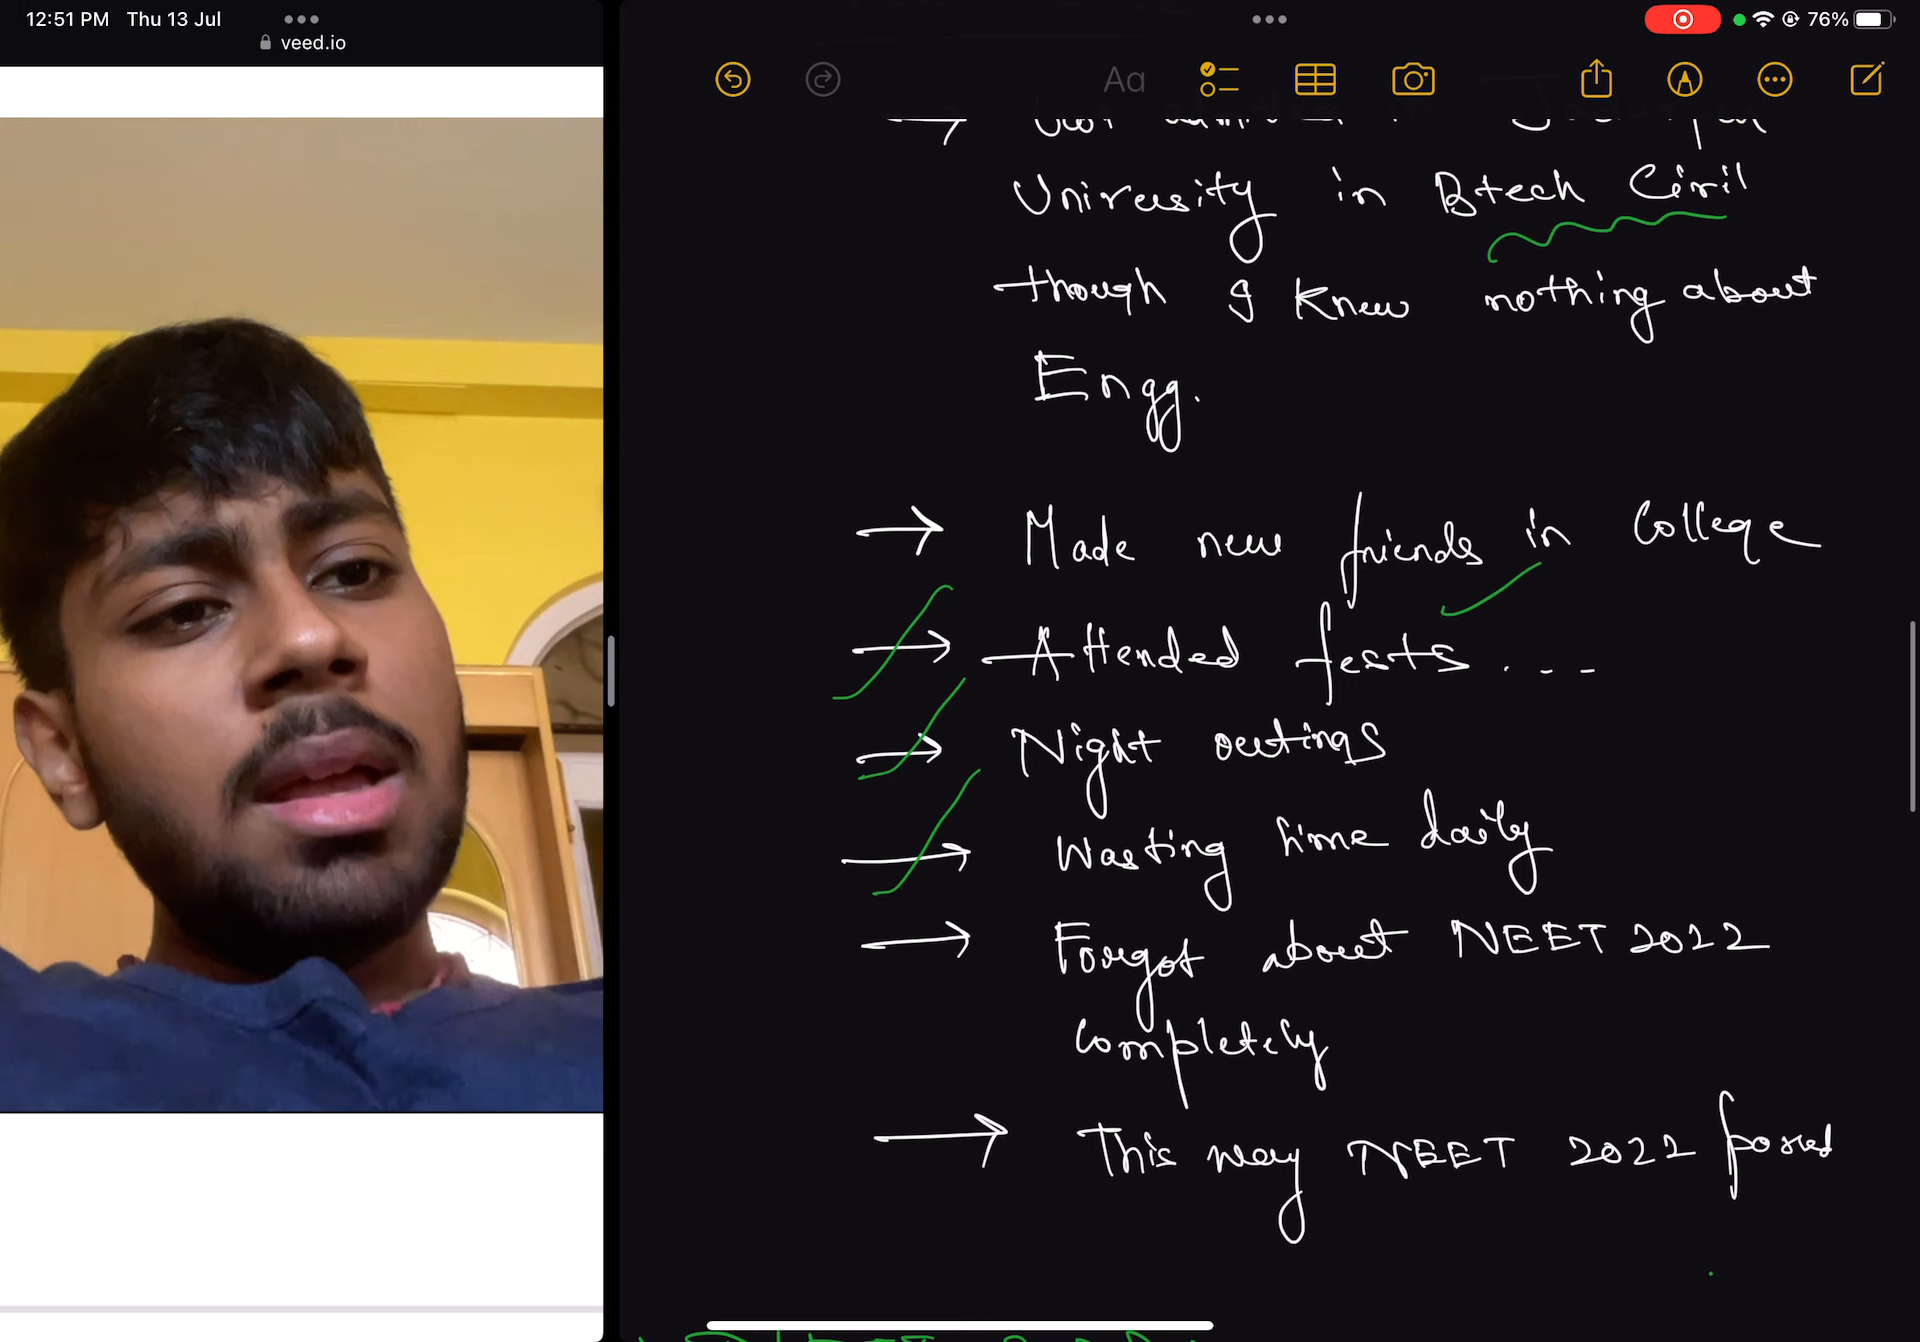 12:51 PM Thu 13 Jul
veed.io
76%
Aa
University in Btech Civil
though I knew nothing about
Engg.
→ Made new friends in College
→ Attended fests . - -
→ Night outings
→ Wasting time daily
→ Forgot about NEET 2022
completely
→ This way NEET 2022 passed